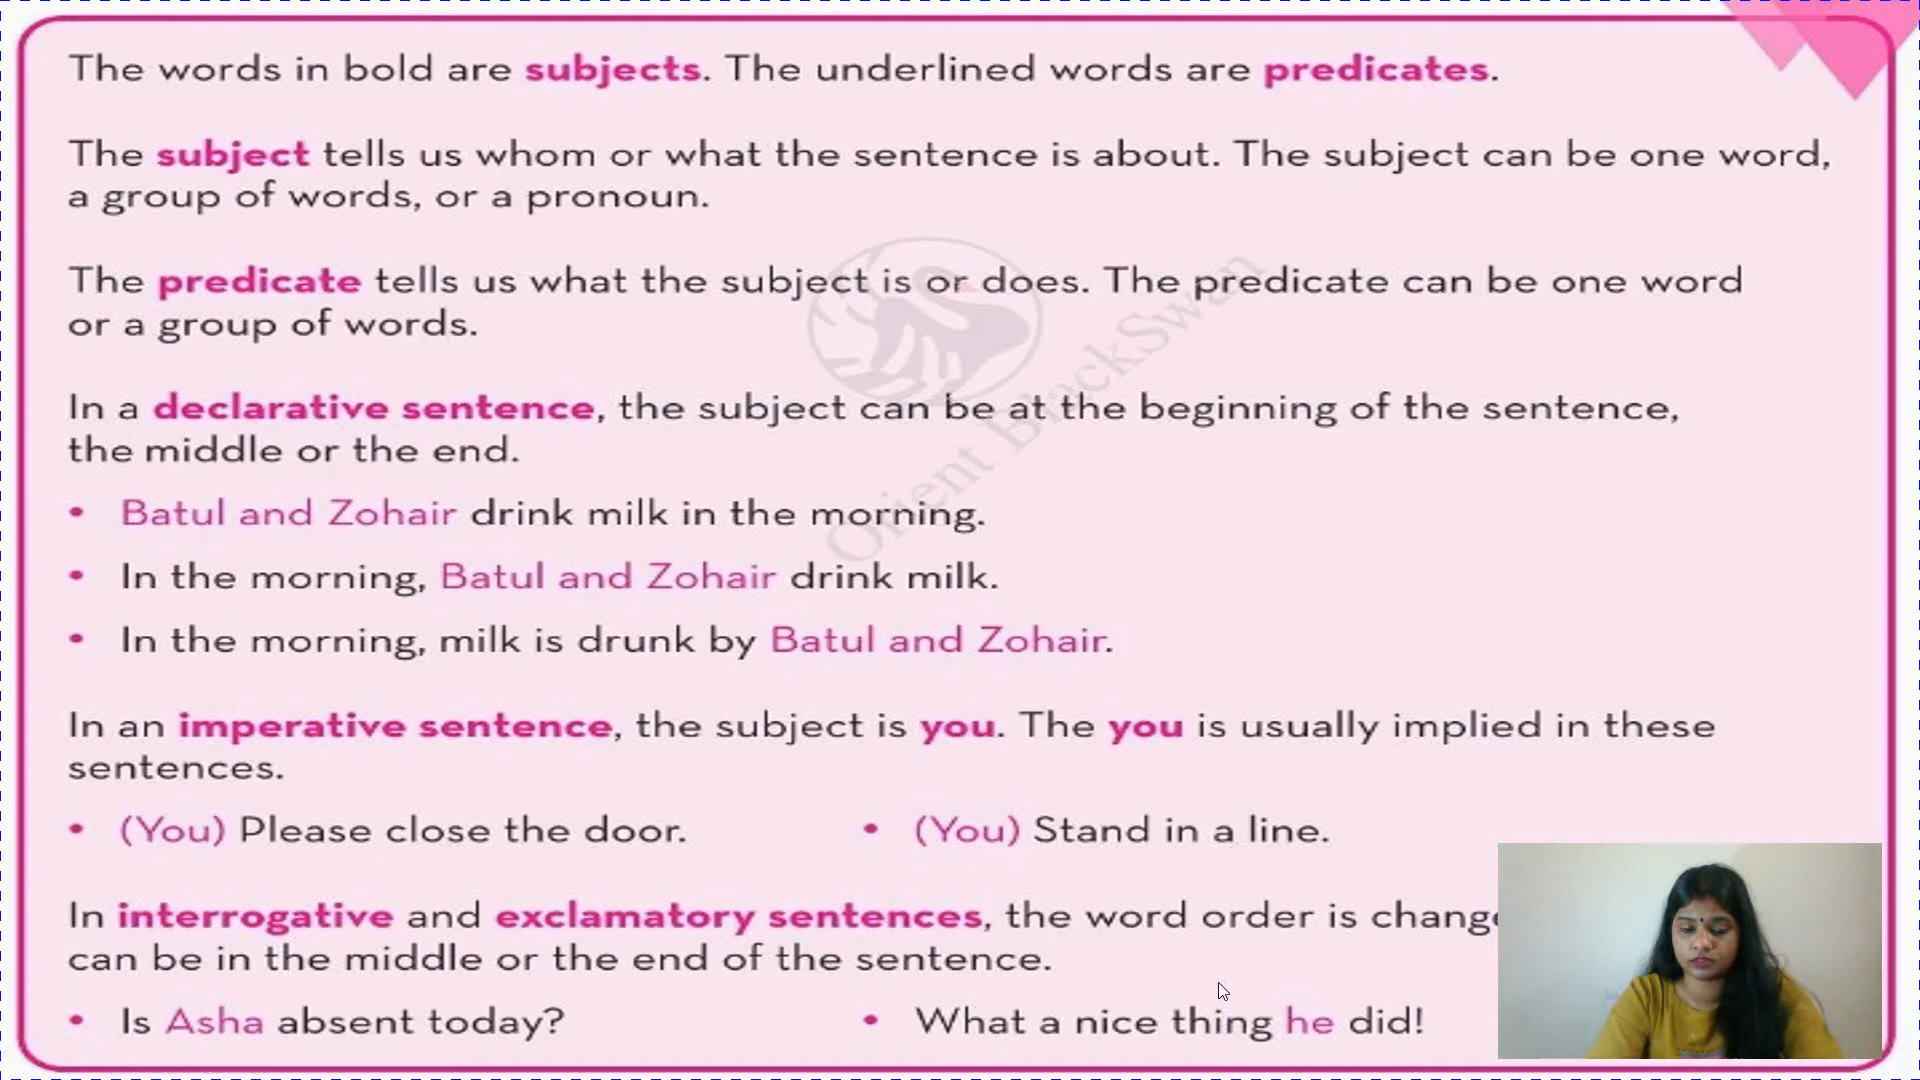 The words in bold are subjects. The underlined words are predicates.
The subject tells us whom or what the sentence is about. The subject can be one word,
a group of words, or a pronoun.
The predicate tells us what the subject is or does. The predicate can be one word
or a group of words.
In a declarative sentence, the subject can be at the beginning of the sentence,
the middle or the end.
• Batul and Zohair drink milk in the morning.
• In the morning, Batul and Zohair drink milk.
• In the morning, milk is drunk by Batul and Zohair.
In an imperative sentence, the subject is you. The you is usually implied in these
sentences.
• (You) Please close the door.
• (You) Stand in a line.
In interrogative and exclamatory sentences, the word order is
can be in the middle or the end of the sentence.
• Is Asha absent today?
• What a nice thing he did!
Orient BlackSwan